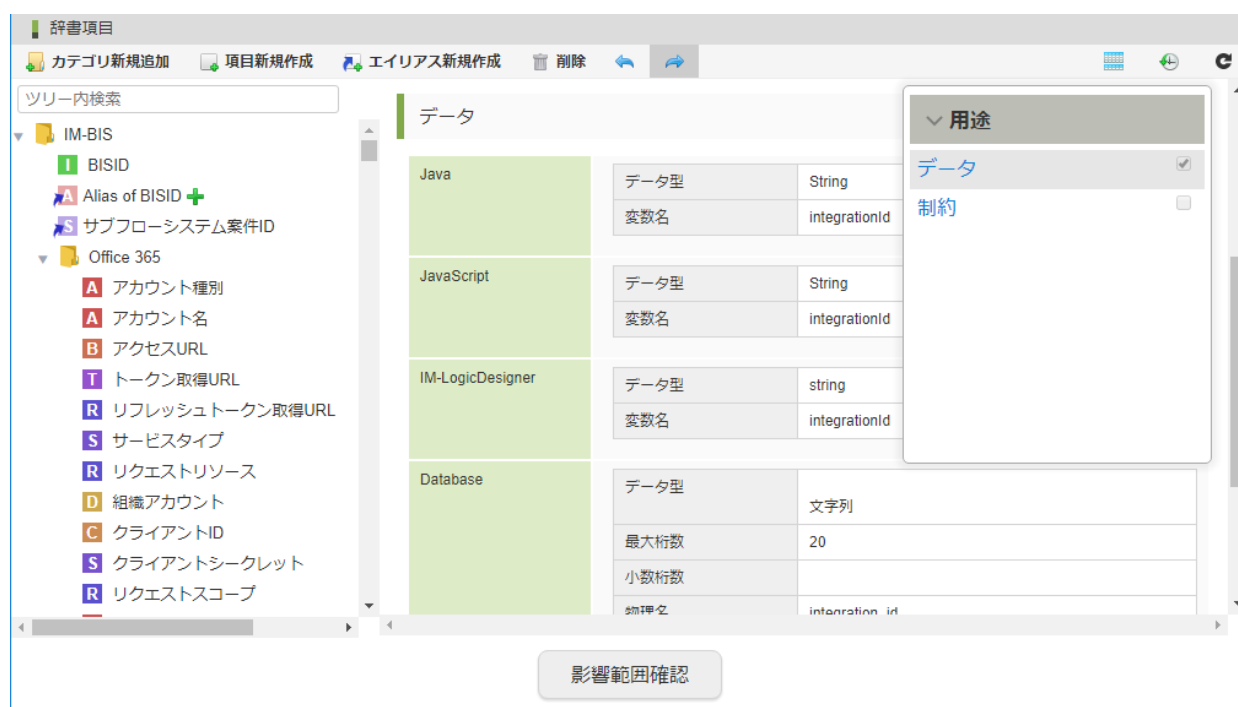 辞書項目
カテゴリ新規追加 項目新規作成 エイリアス新規作成 削除
ツリー内検索
IM-BIS
I BISID
A Alias of BISID
S サブフローシステム案件ID
Office 365
A アカウント種別
A アカウント名
B アクセスURL
T トークン取得URL
R リフレッシュトークン取得URL
S サービスタイプ
R リクエストリソース
D 組織アカウント
C クライアントID
S クライアントシークレット
R リクエストスコープ
データ
Java
データ型 String
変数名 integrationId
JavaScript
データ型 String
変数名 integrationId
IM-LogicDesigner
データ型 string
変数名 integrationId
Database
データ型 文字列
最大桁数 20
小数桁数
物理名 integration_id
用途
データ
制約
影響範囲確認